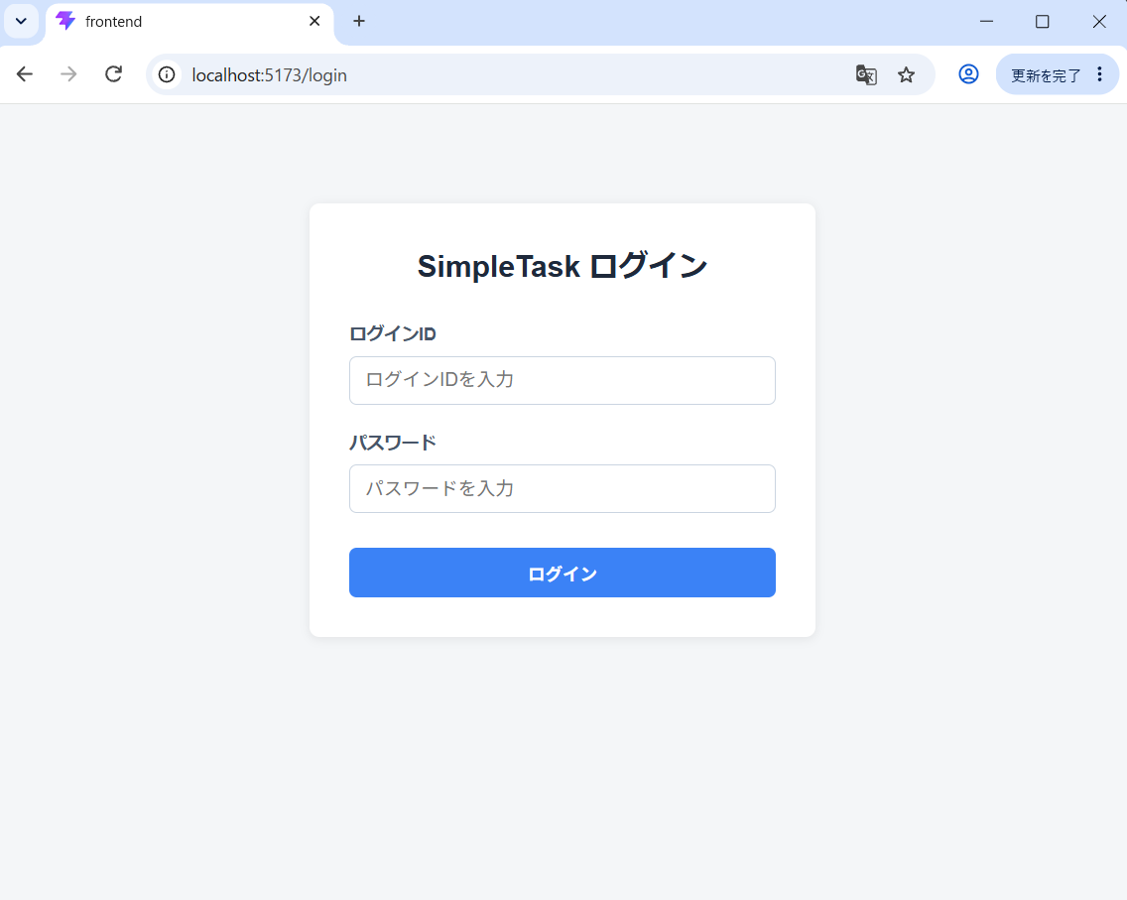 frontend
localhost:5173/login
更新を完了
SimpleTask ログイン
ログインID
ログインIDを入力
パスワード
パスワードを入力
ログイン